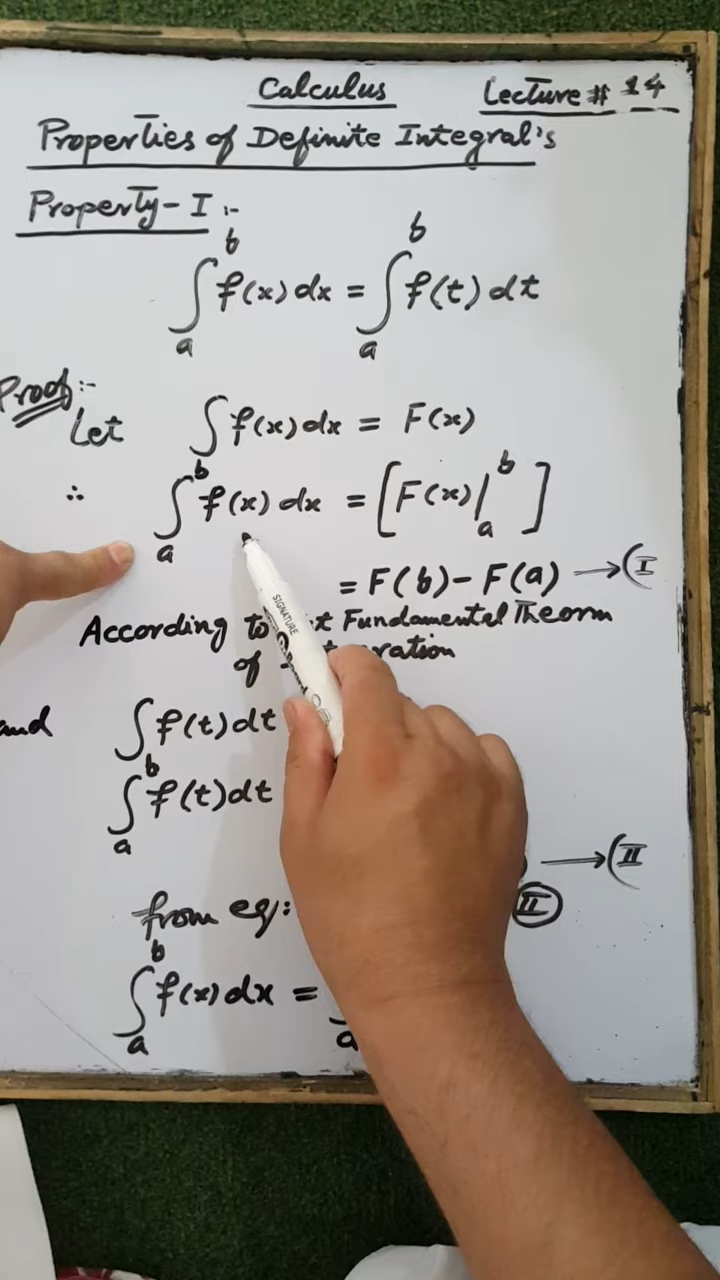 Calculus Lecture # 14
Properties of Definite Integral's
Property-I :-
∫ₐᵇ f(x) dx = ∫ₐᵇ f(t) dt
Proof:-
Let ∫ f(x) dx = F(x)
∴ ∫ₐᵇ f(x) dx = [F(x)|ₐᵇ]
= F(b) - F(a) → (I
According to Fundamental Theorm
of
and ∫ f(t) dt
∫ₐᵇ f(t) dt
→ (II
from eq: II
∫ₐᵇ f(x) dx =
a
SIGNATURE